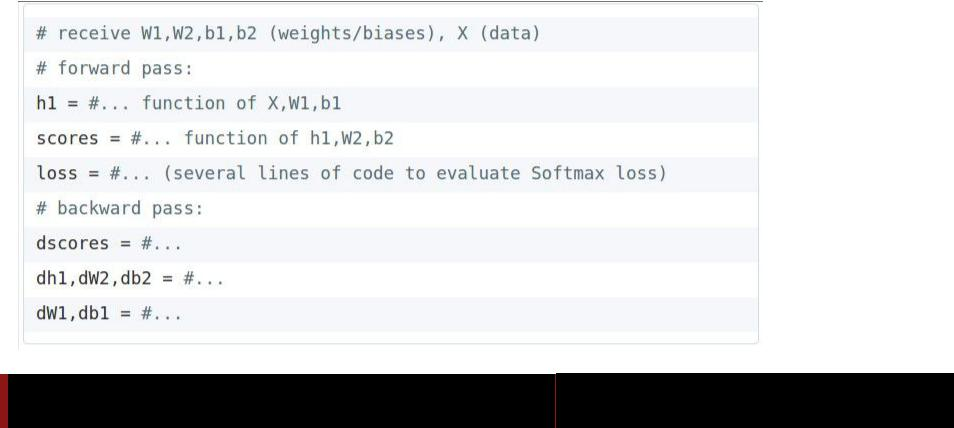 # receive W1,W2,b1,b2 (weights/biases), X (data)
# forward pass:
h1 = #... function of X,W1,b1
scores = #... function of h1,W2,b2
loss = #... (several lines of code to evaluate Softmax loss)
# backward pass:
dscores = #...
dh1,dW2,db2 = #...
dW1,db1 = #...